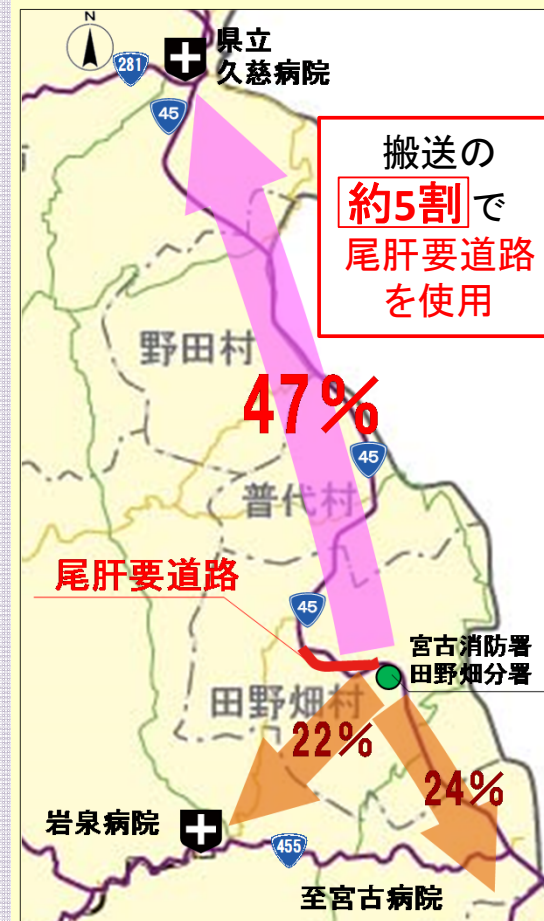 N
281
県立
久慈病院
45
搬送の
約5割で
尾肝要道路
を使用
野田村
47%
45
普代村
尾肝要道路
45
宮古消防署
田野畑分署
田野畑村
22%
24%
岩泉病院
455
至宮古病院